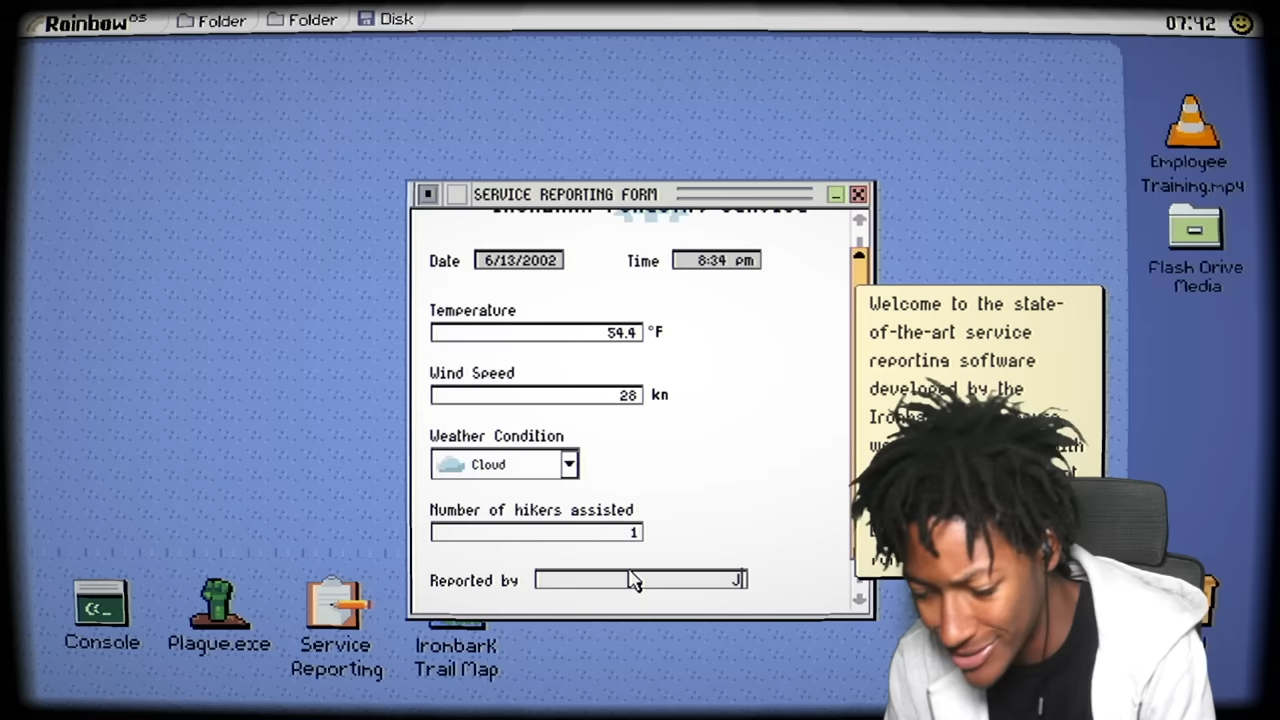 Rainbow OS
Folder
Folder
Disk
07:42
Employee
Training.mp4
Flash Drive
Media
SERVICE REPORTING FORM
Date
6/13/2002
Time
8:34 pm
Temperature
54.4
°F
Wind Speed
28
kn
Weather Condition
Cloud
Number of hikers assisted
1
Reported by
J
Welcome to the state-
of-the-art service
reporting software
developed by the
Console
Plague.exe
Service
Reporting
Ironbark
Trail Map